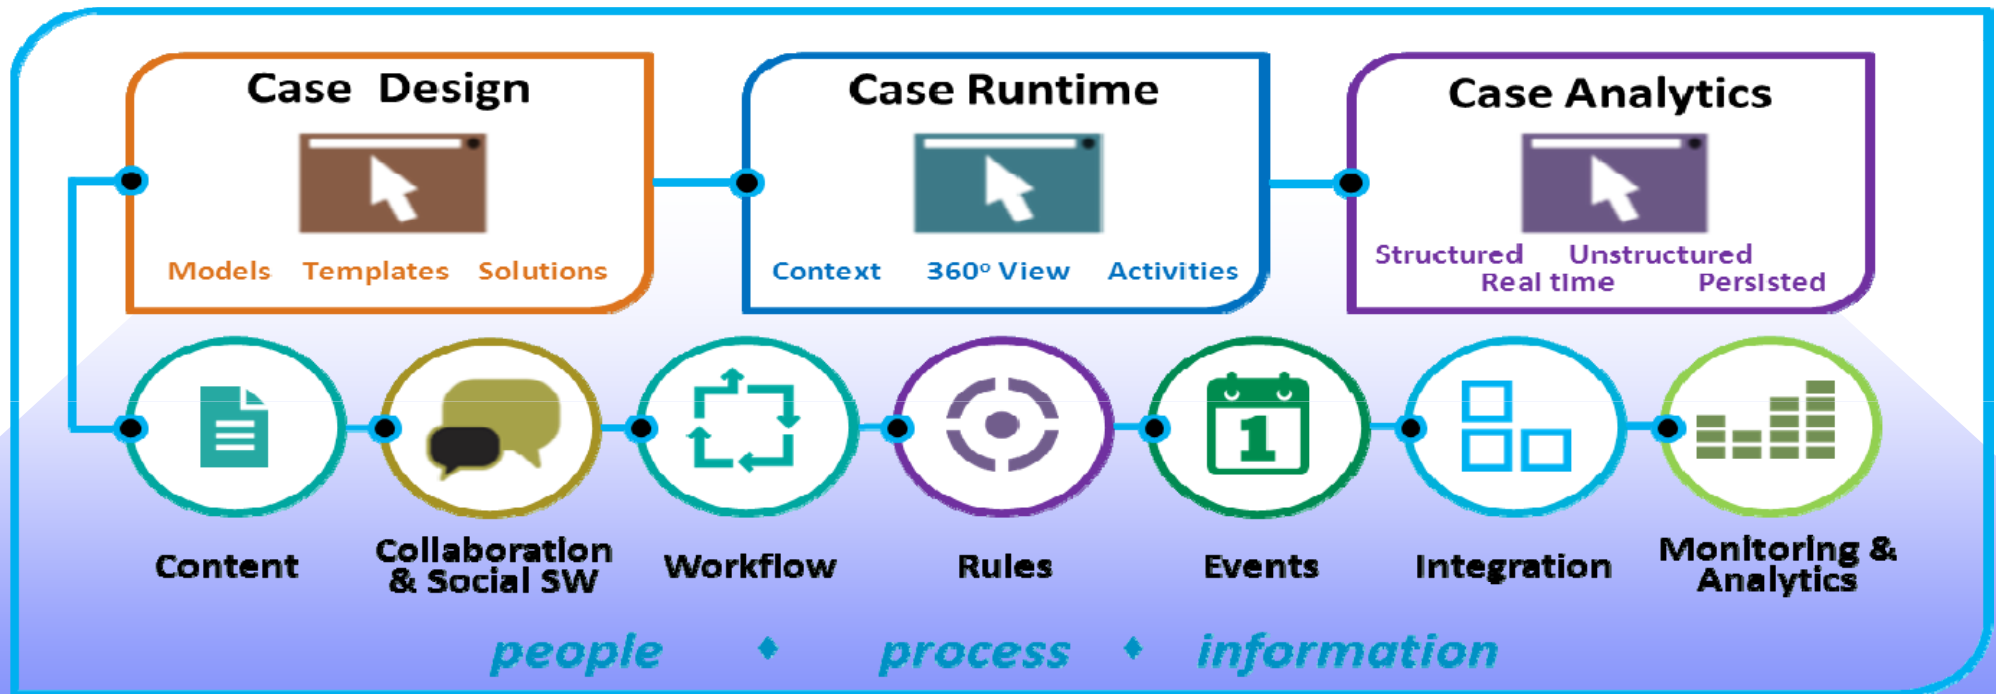 Case Design
Case Runtime
Case Analytics
Models Templates Solutions
Context 360° View Activities
Structured Unstructured
Real time Persisted
1
Content
Collaboration
& Social SW
Workflow
Rules
Events
Integration
Monitoring &
Analytics
people ♦ process ♦ information